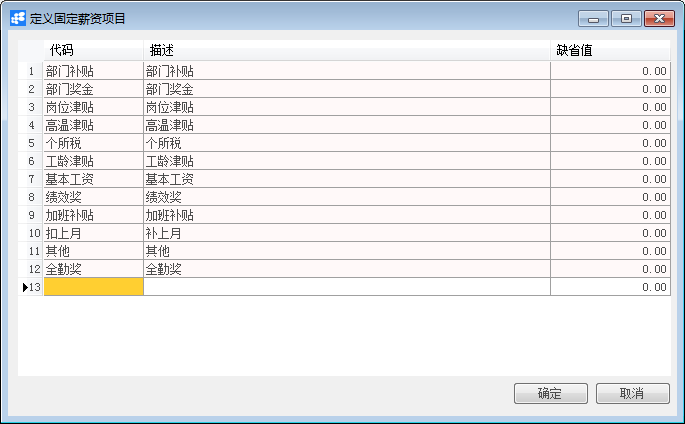 定义固定薪资项目
代码 描述 缺省值
1 部门补贴 部门补贴 0.00
2 部门奖金 部门奖金 0.00
3 岗位津贴 岗位津贴 0.00
4 高温津贴 高温津贴 0.00
5 个所税 个所税 0.00
6 工龄津贴 工龄津贴 0.00
7 基本工资 基本工资 0.00
8 绩效奖 绩效奖 0.00
9 加班补贴 加班补贴 0.00
10 扣上月 补上月 0.00
11 其他 其他 0.00
12 全勤奖 全勤奖 0.00
13 0.00
确定 取消